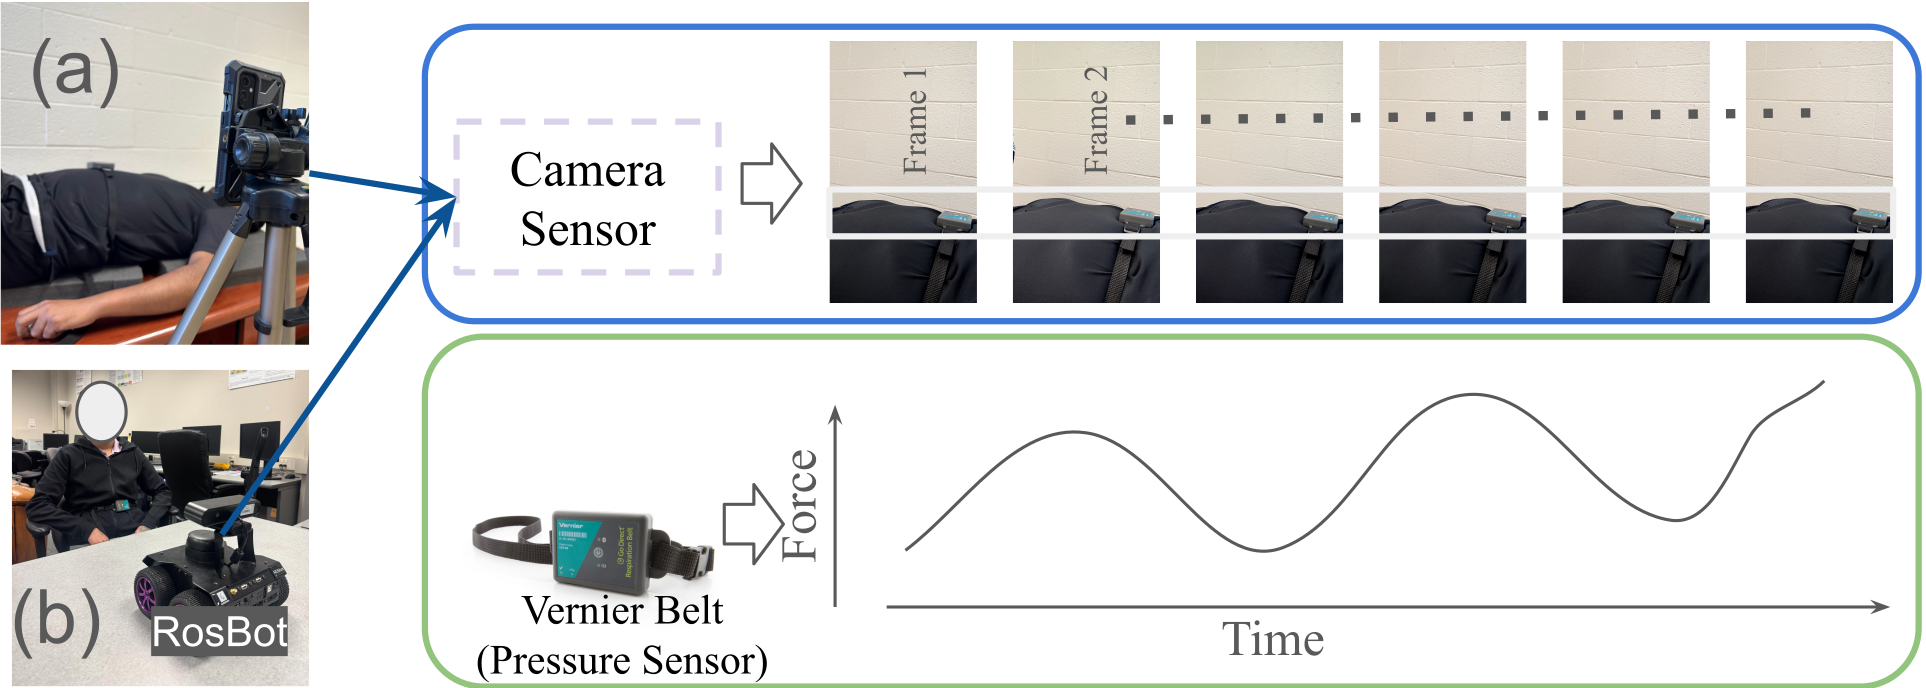 (a)
Camera
Sensor
Frame 1
Frame 2
(b)
RosBot
Vernier
Go Direct
Respiration Belt
Vernier Belt
(Pressure Sensor)
Force
Time